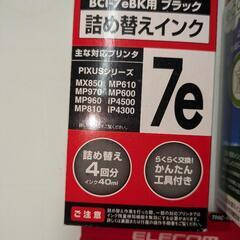 BCI-7eBK用 ブラック
詰め替えインク
主な対応プリンタ
PIXUSシリーズ
MX850 MP610
MP970 MP600
MP960 iP4500
MP810 iP4300
7e
詰め替え
4回分
インク40ml
らくらく交換!
かんたん
工具付き
ご注意
ELECOM